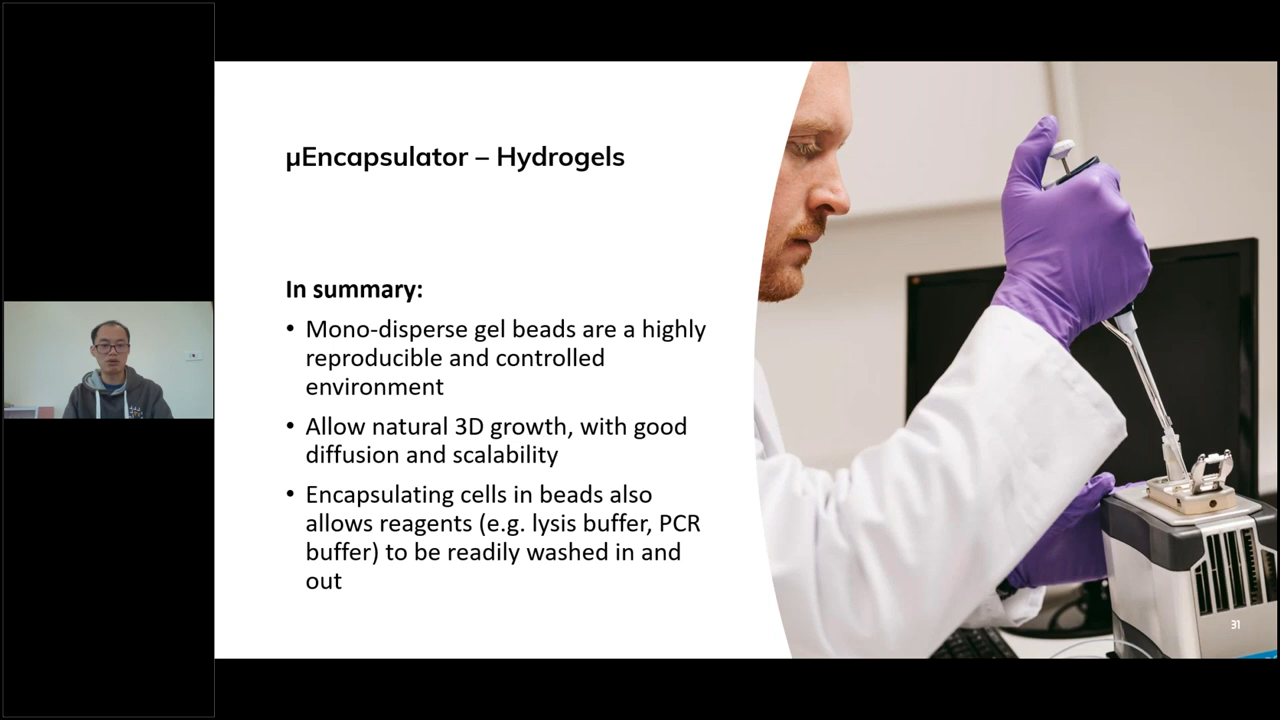 µEncapsulator – Hydrogels
In summary:
• Mono-disperse gel beads are a highly
reproducible and controlled
environment
• Allow natural 3D growth, with good
diffusion and scalability
• Encapsulating cells in beads also
allows reagents (e.g. lysis buffer, PCR
buffer) to be readily washed in and
out
31